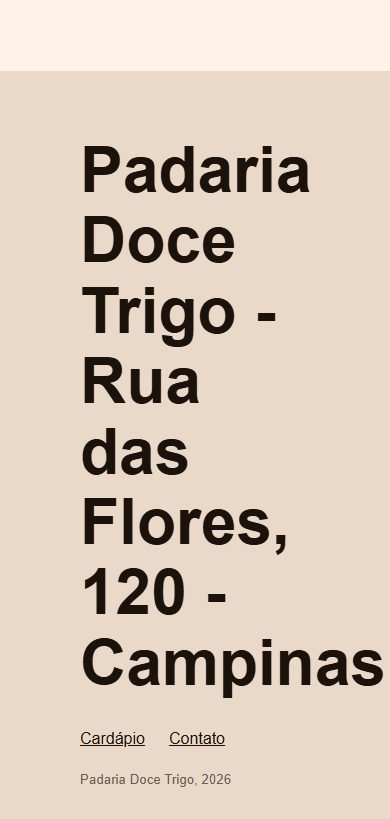 Padaria
Doce
Trigo -
Rua
das
Flores,
120 -
Campinas
Cardápio Contato
Padaria Doce Trigo, 2026